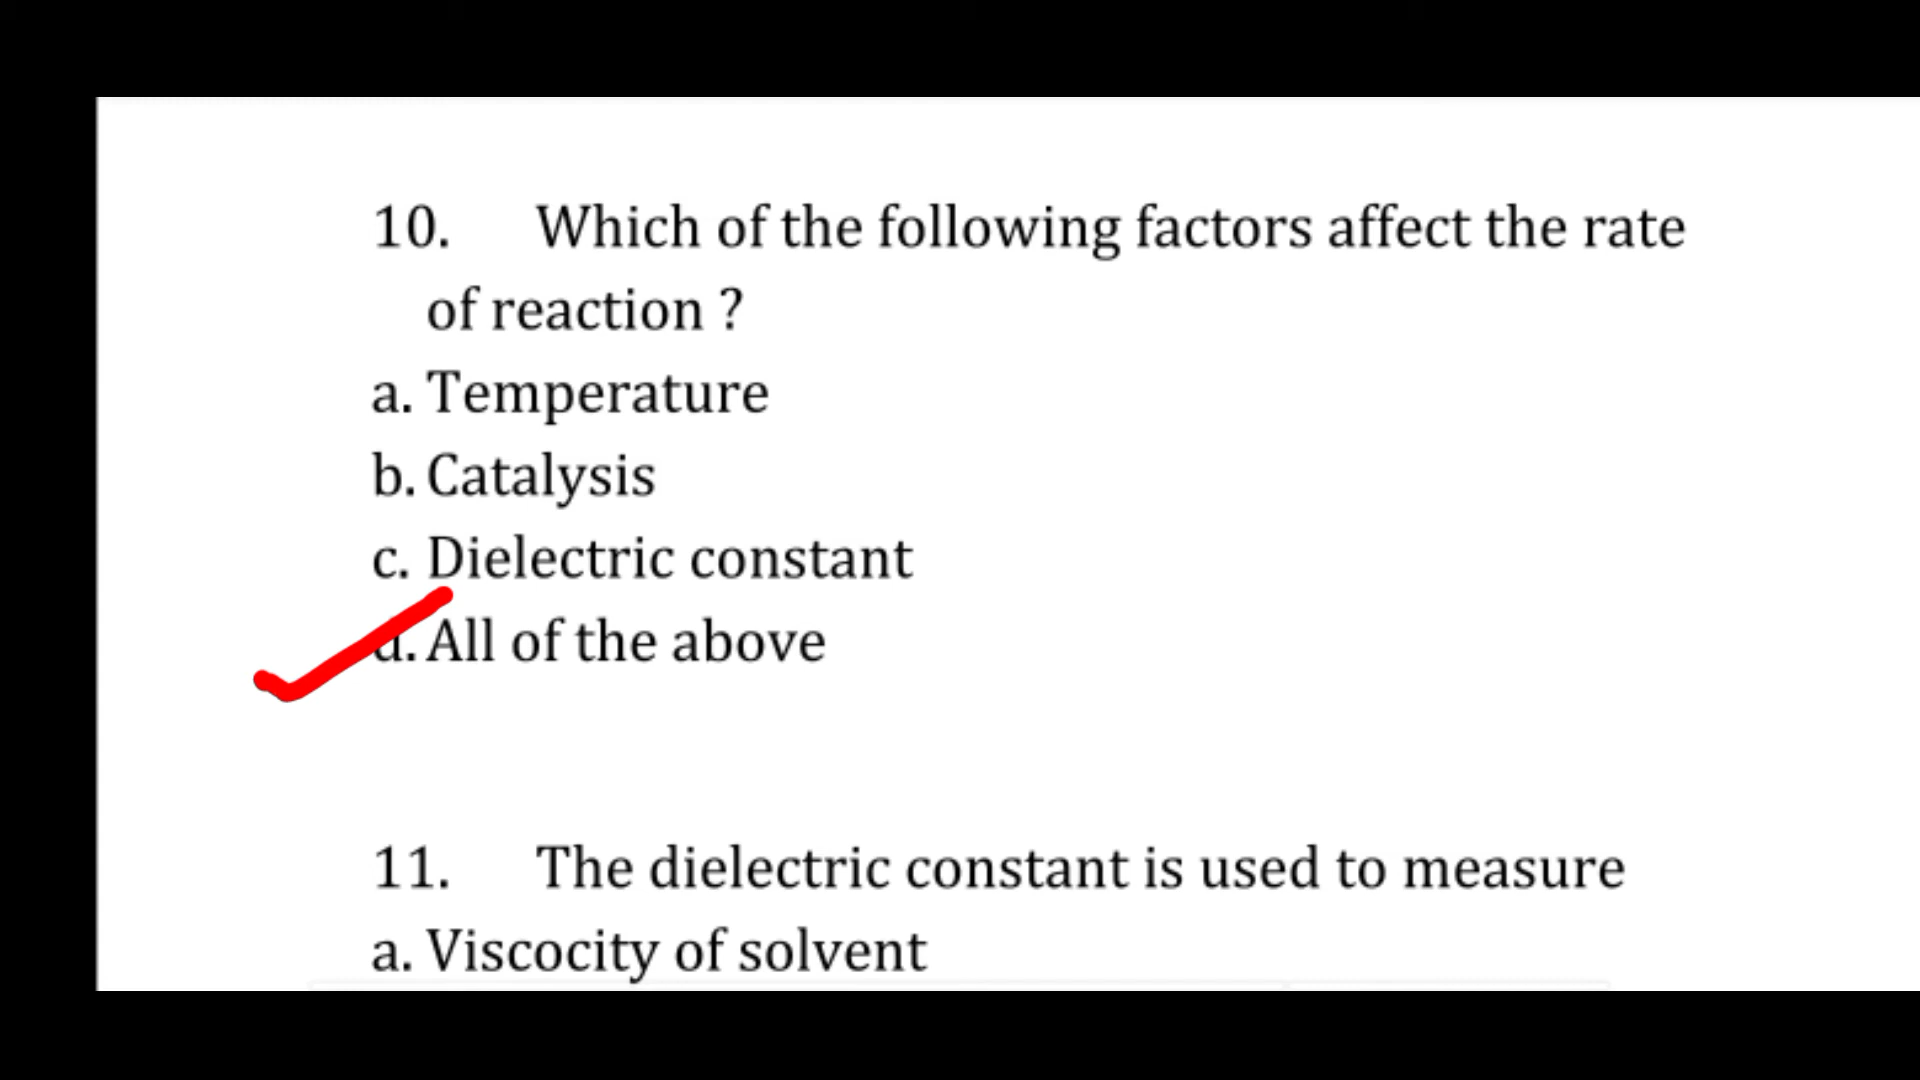 10. Which of the following factors affect the rate
of reaction ?
a. Temperature
b. Catalysis
c. Dielectric constant
d. All of the above
11. The dielectric constant is used to measure
a. Viscocity of solvent